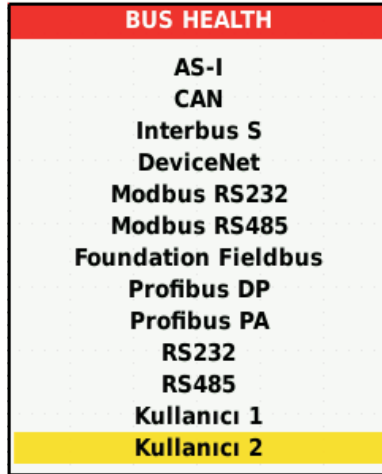 BUS HEALTH
AS-I
CAN
Interbus S
DeviceNet
Modbus RS232
Modbus RS485
Foundation Fieldbus
Profibus DP
Profibus PA
RS232
RS485
Kullanıcı 1
Kullanıcı 2